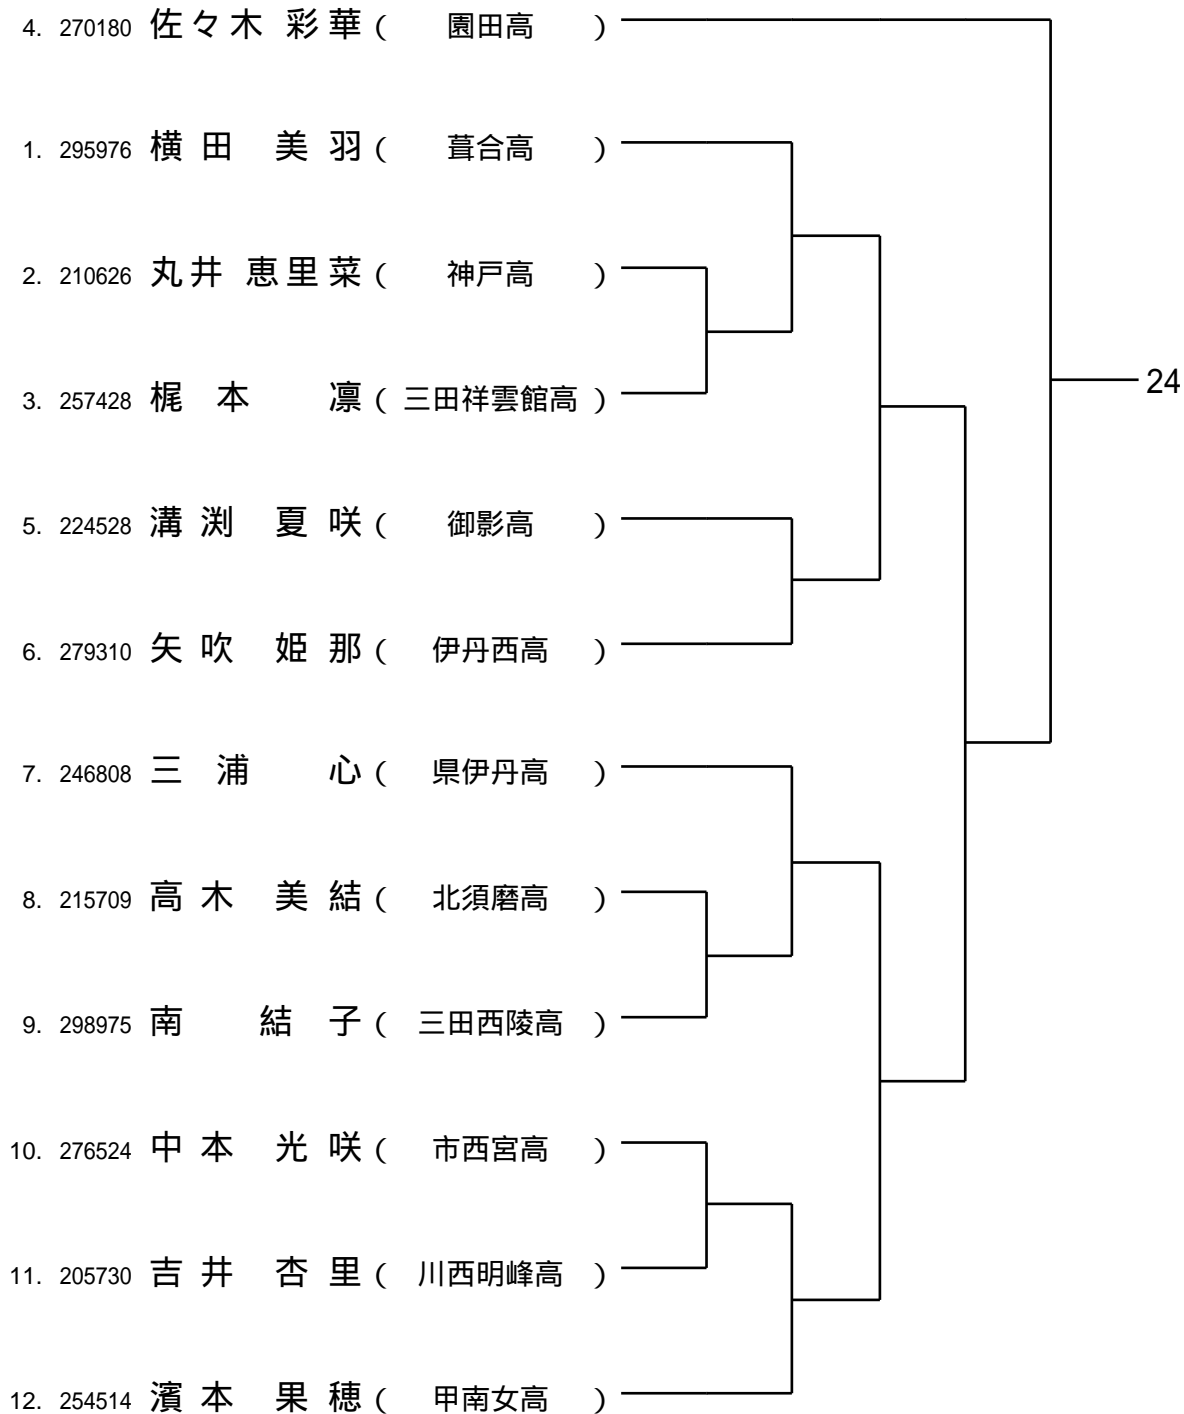 4. 270180 佐々木 彩華 ( 園田高 )
1. 295976 横田 美羽 ( 葺合高 )
2. 210626 丸井 恵里菜 ( 神戸高 )
3. 257428 梶本 凛 ( 三田祥雲館高 )
24
5. 224528 溝渕 夏咲 ( 御影高 )
6. 279310 矢吹 姫那 ( 伊丹西高 )
7. 246808 三浦 心 ( 県伊丹高 )
8. 215709 高木 美結 ( 北須磨高 )
9. 298975 南 結子 ( 三田西陵高 )
10. 276524 中本 光咲 ( 市西宮高 )
11. 205730 吉井 杏里 ( 川西明峰高 )
12. 254514 濱本 果穂 ( 甲南女高 )